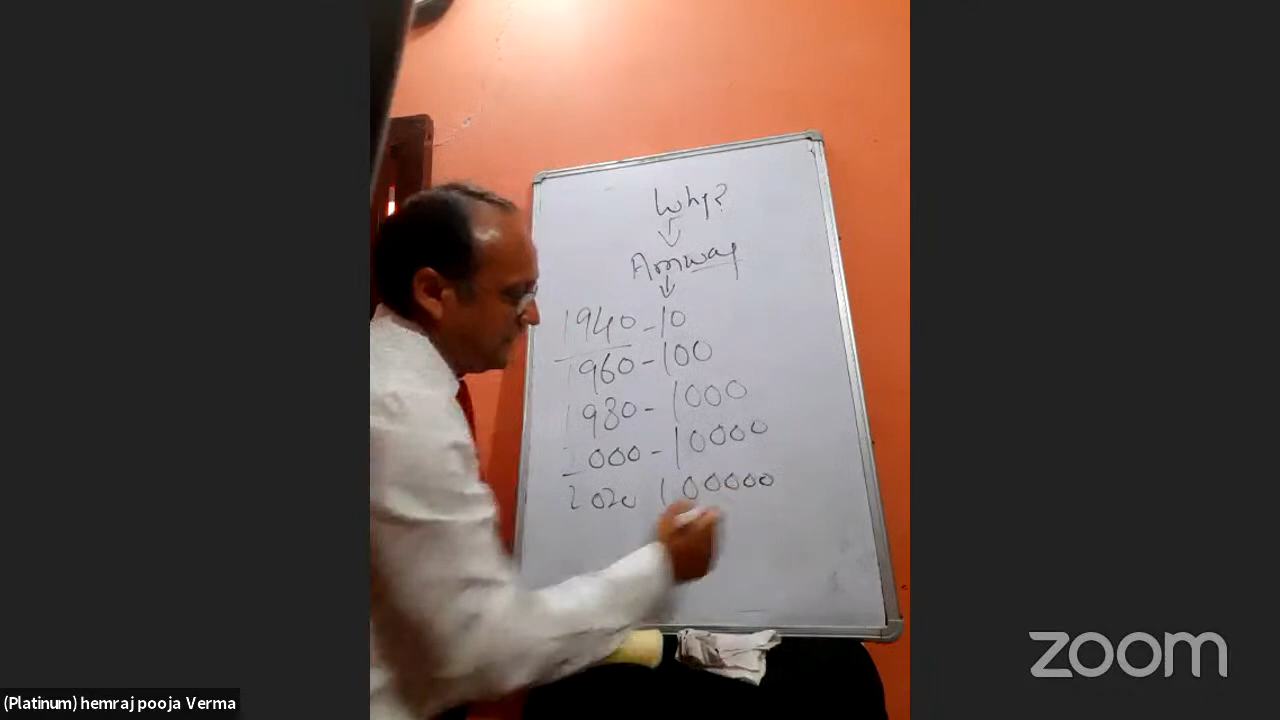 Why?
Amway
1940-10
1960-100
1980-1000
2000-10000
2020 100000
zoom
(Platinum) hemraj pooja Verma